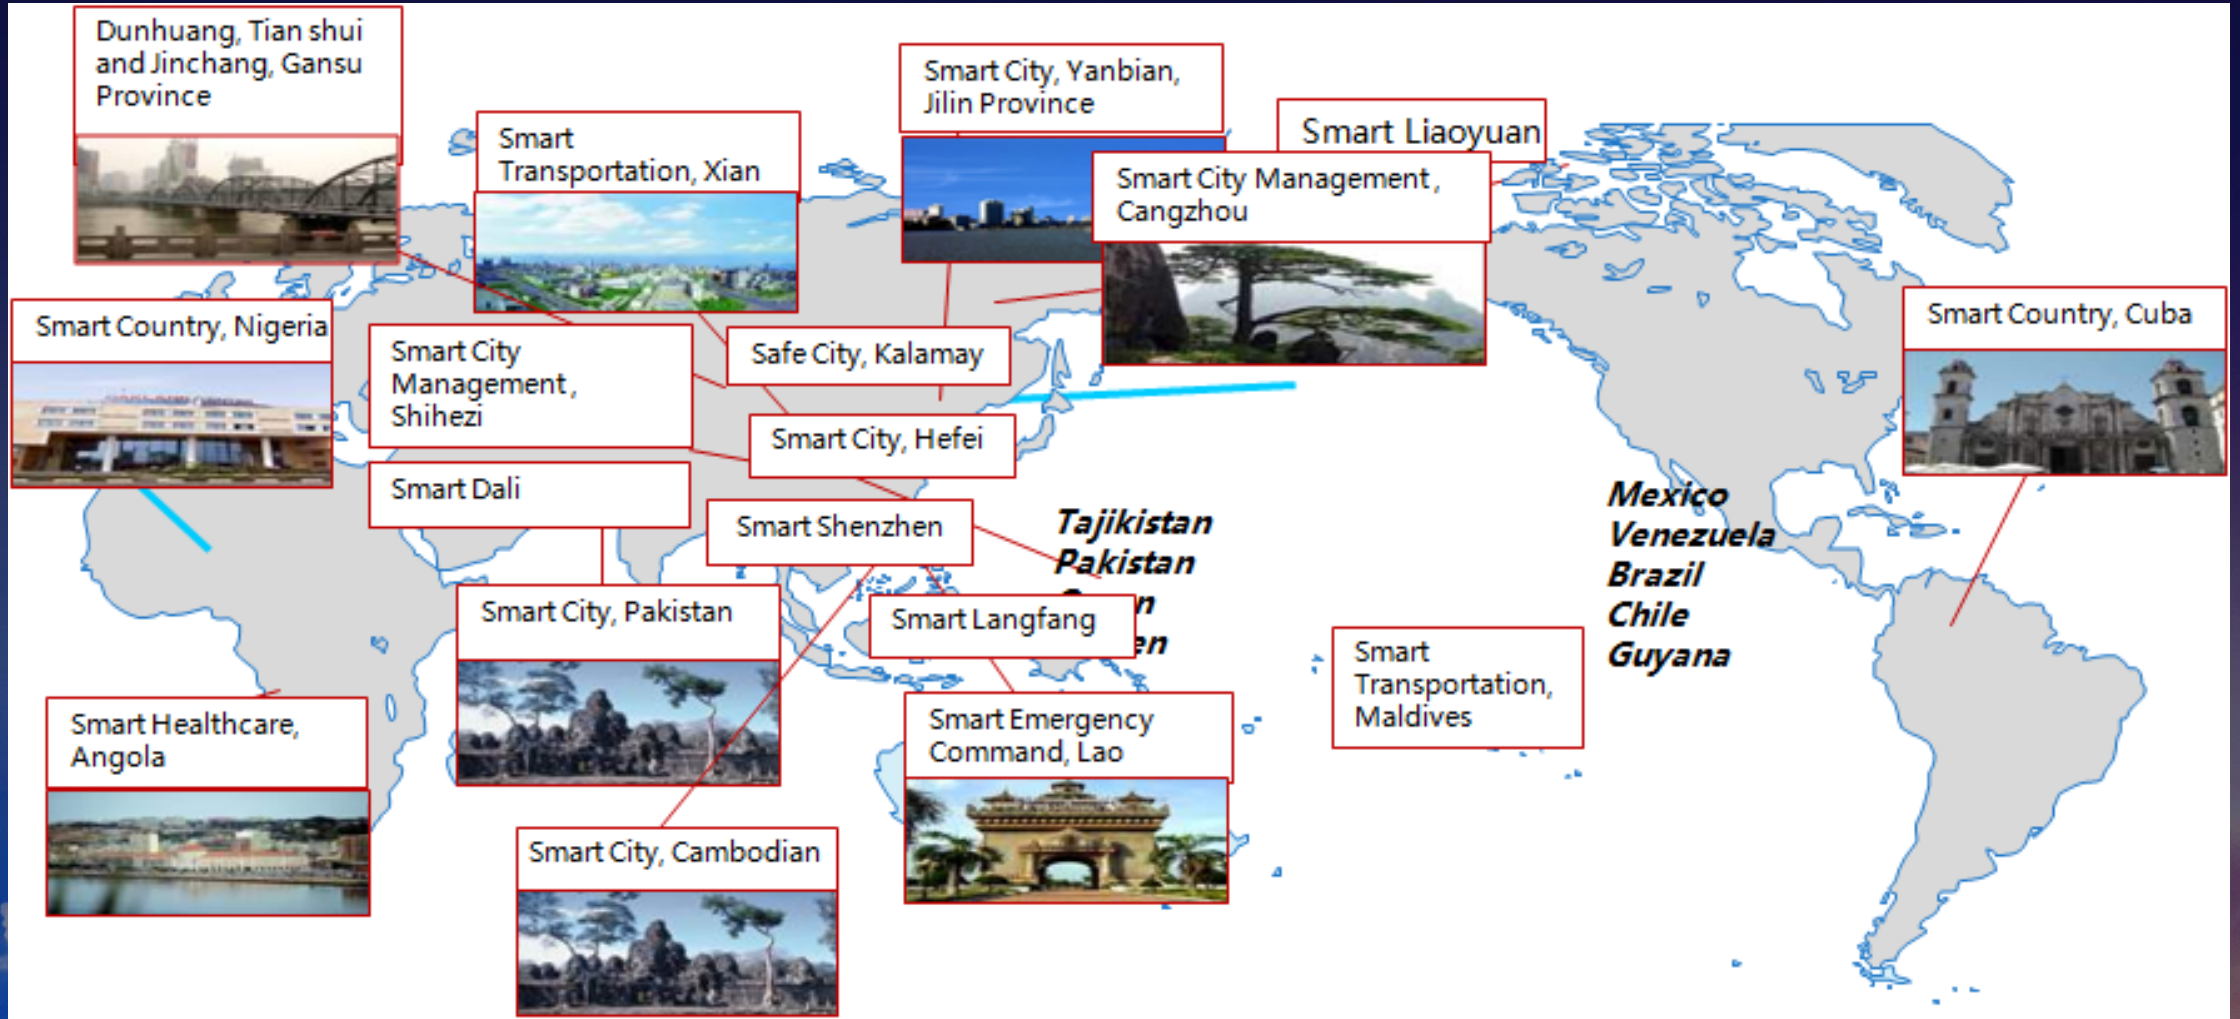 Dunhuang, Tian shui
and Jinchang, Gansu
Province
Smart
Transportation, Xian
Smart City, Yanbian,
Jilin Province
Smart Liaoyuan
Smart City Management,
Cangzhou
Smart Country, Nigeria
Smart City
Management,
Shihezi
Safe City, Kalamay
Smart Country, Cuba
Smart City, Hefei
Smart Dali
Smart Shenzhen
Tajikistan
Pakistan
Mexico
Venezuela
Brazil
Chile
Guyana
Smart City, Pakistan
Smart Langfang
Smart
Transportation,
Maldives
Smart Healthcare,
Angola
Smart Emergency
Command, Lao
Smart City, Cambodian